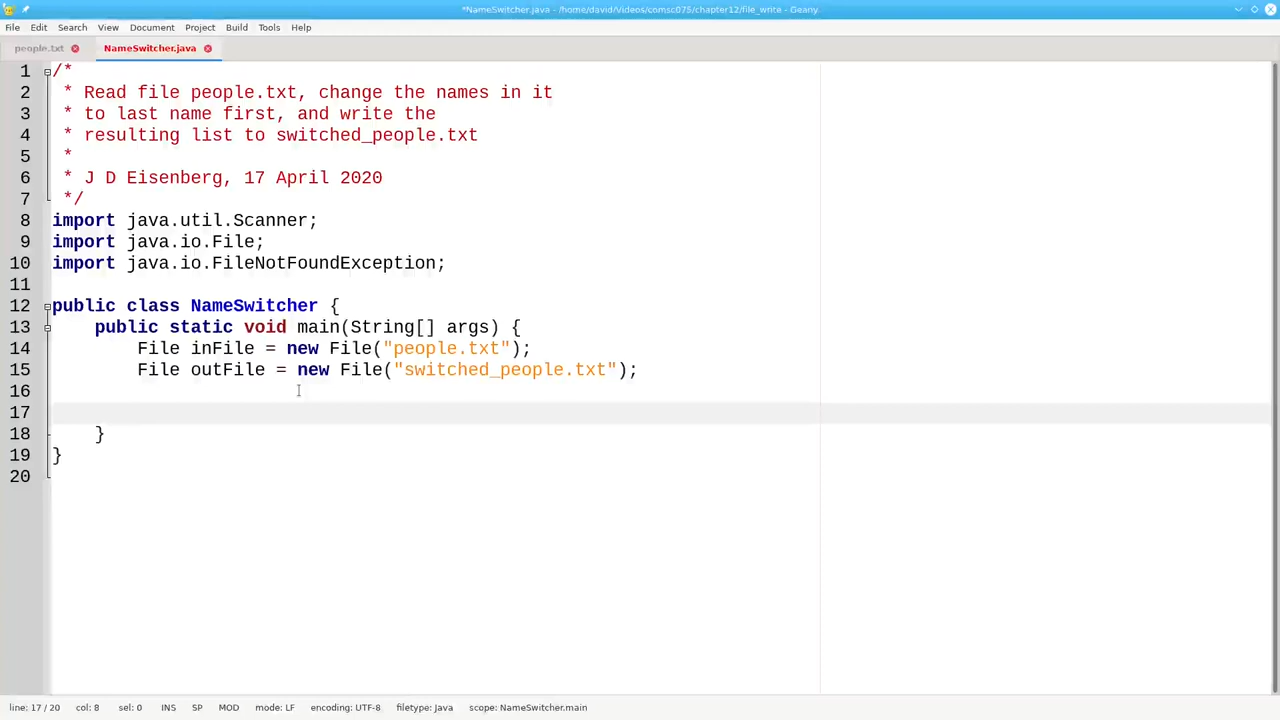 *NameSwitcher.java - /home/david/Videos/comsc075/chapter12/file_write - Geany
File Edit Search View Document Project Build Tools Help
people.txt NameSwitcher.java
1 /*
2  * Read file people.txt, change the names in it
3  * to last name first, and write the
4  * resulting list to switched_people.txt
5  *
6  * J D Eisenberg, 17 April 2020
7  */
8 import java.util.Scanner;
9 import java.io.File;
10 import java.io.FileNotFoundException;
11
12 public class NameSwitcher {
13     public static void main(String[] args) {
14         File inFile = new File("people.txt");
15         File outFile = new File("switched_people.txt");
16
17
18     }
19 }
20
line: 17 / 20 col: 8 sel: 0 INS SP MOD mode: LF encoding: UTF-8 filetype: Java scope: NameSwitcher.main